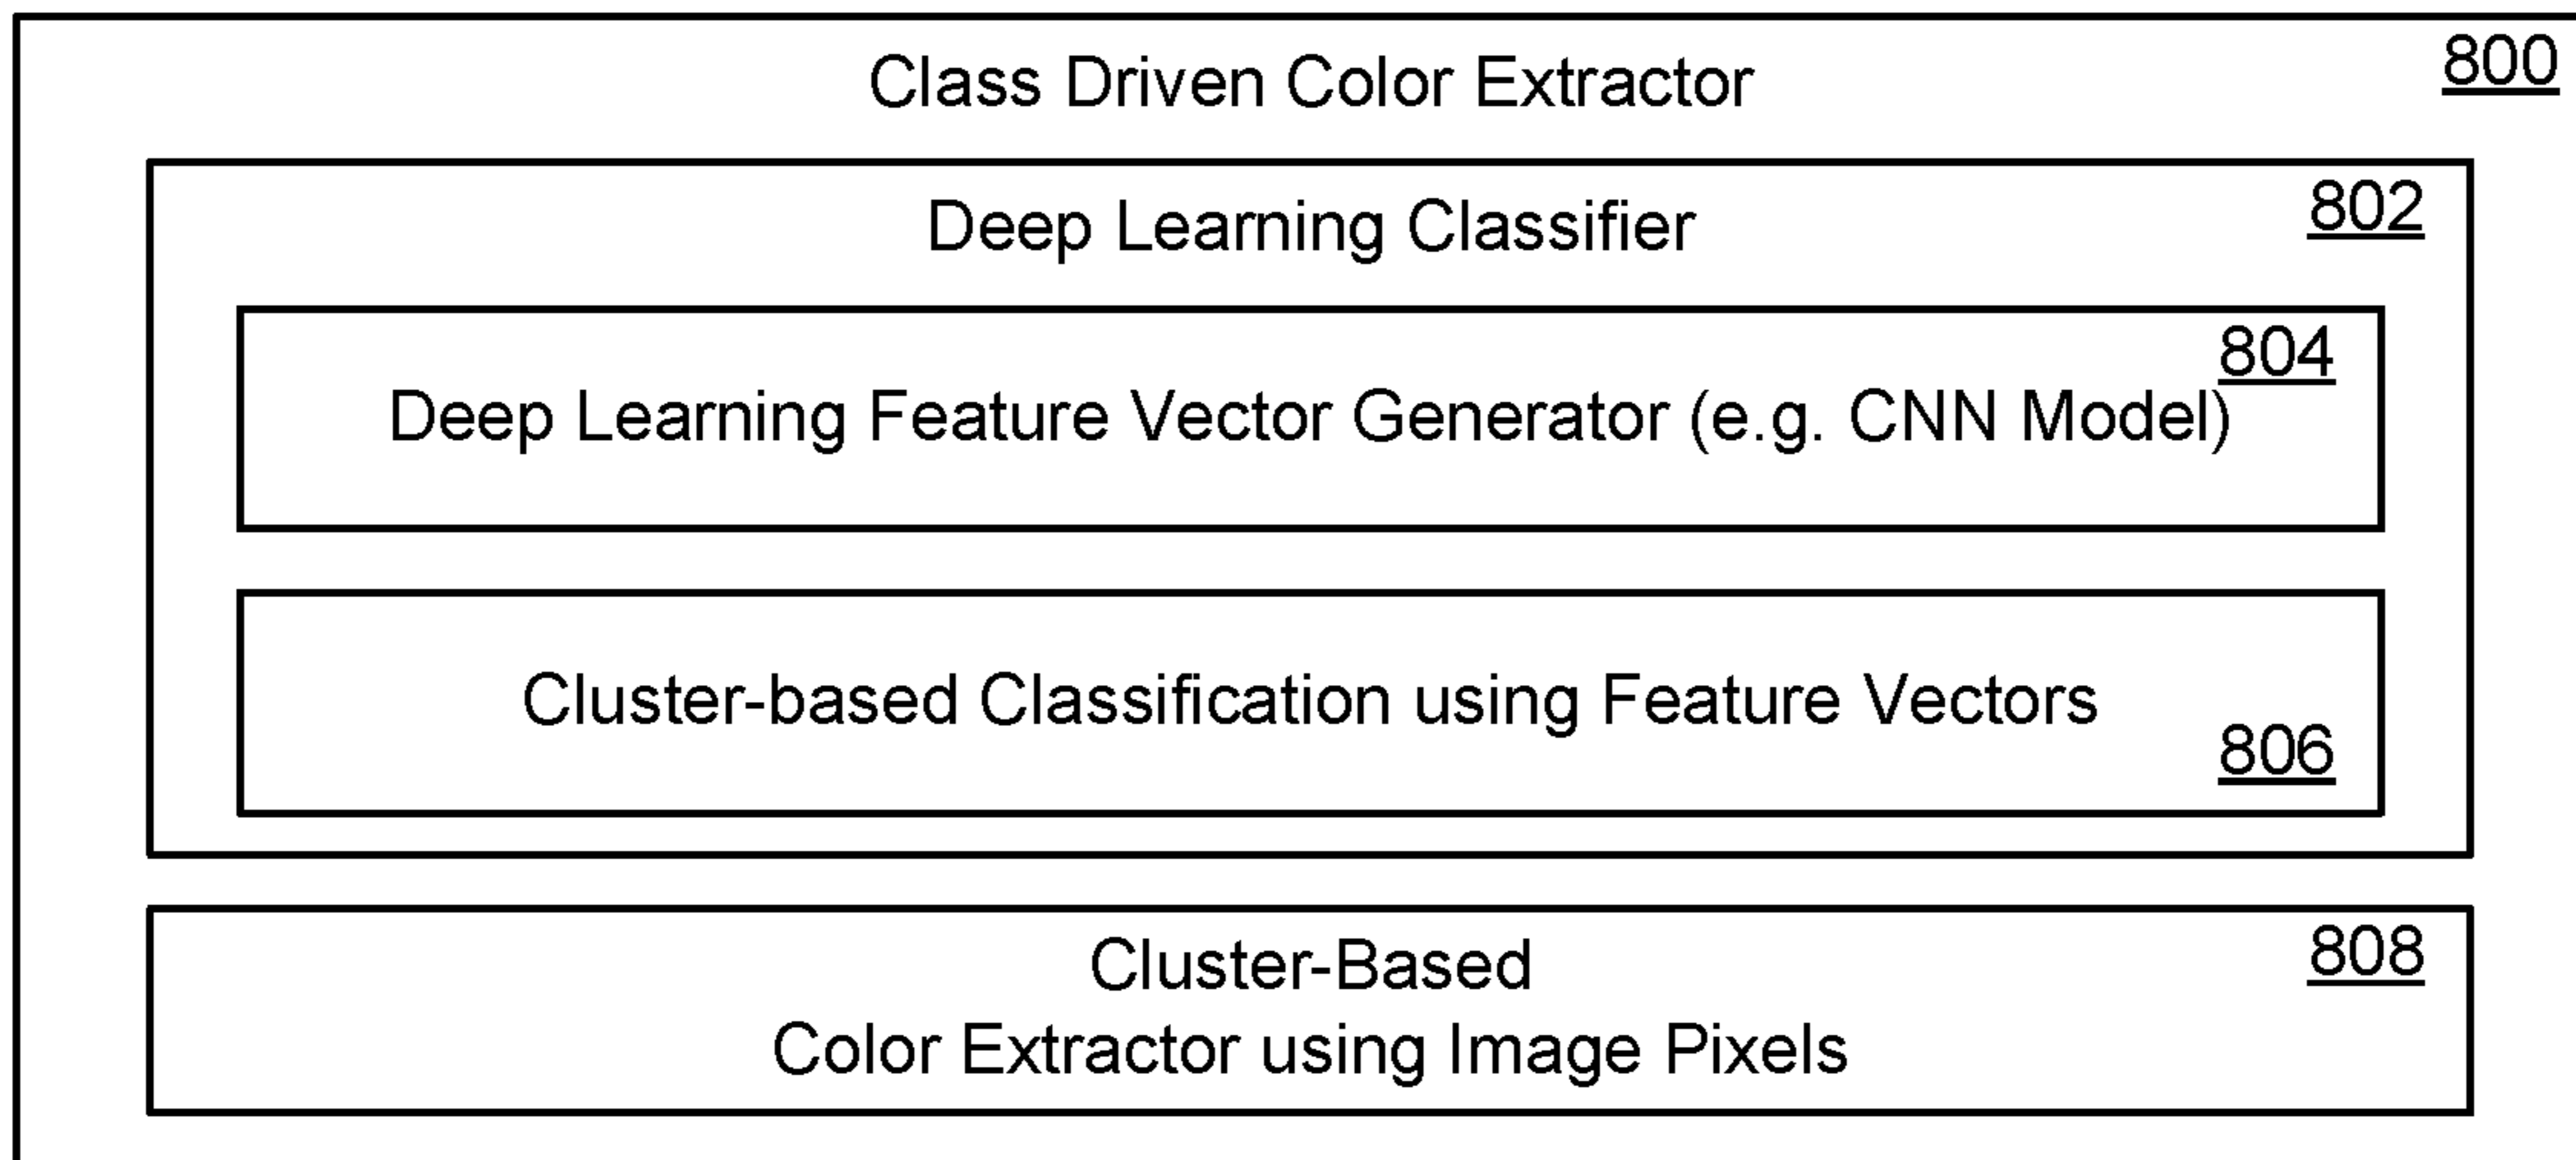 Class Driven Color Extractor
800
Deep Learning Classifier
802
804
Deep Learning Feature Vector Generator (e.g. CNN Model)
Cluster-based Classification using Feature Vectors
806
Cluster-Based
808
Color Extractor using Image Pixels